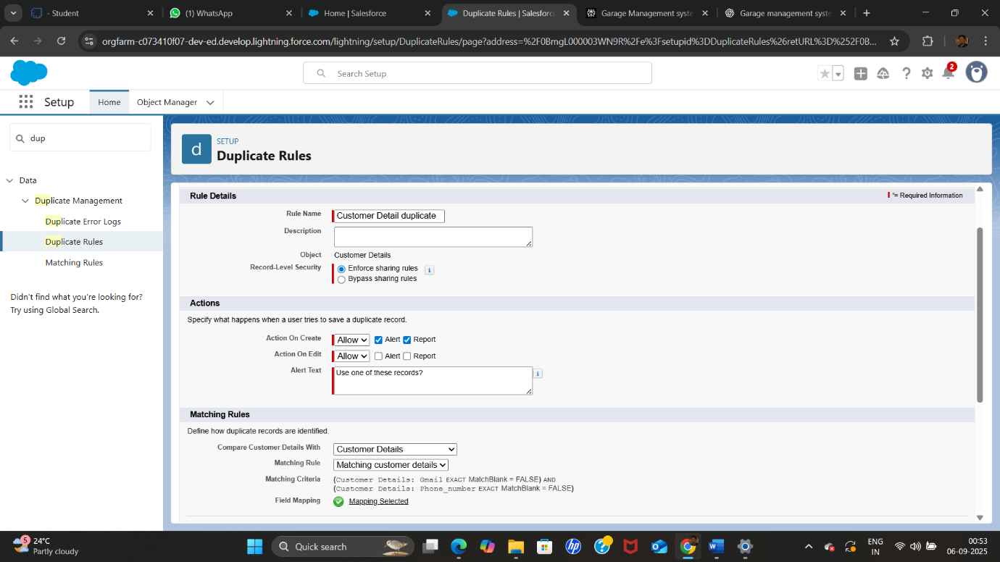 - Student
(1) WhatsApp
Home | Salesforce
Duplicate Rules | Salesforc
Garage Management syste
Garage management syste
orgfarm-c073410f07-dev-ed.develop.lightning.force.com/lightning/setup/DuplicateRules/page?address=%2F0BmgL000003WN9R%2Fe%3Fsetupid%3DDuplicateRules%26retURL%3D%252F0B...
Search Setup
2
Setup
Home
Object Manager
dup
Data
Duplicate Management
Duplicate Error Logs
Duplicate Rules
Matching Rules
Didn't find what you're looking for?
Try using Global Search.
d
SETUP
Duplicate Rules
Rule Details
= Required Information
Rule Name Customer Detail duplicate
Description
Object Customer Details
Record-Level Security Enforce sharing rules
Bypass sharing rules
Actions
Specify what happens when a user tries to save a duplicate record.
Action On Create Allow Alert Report
Action On Edit Allow Alert Report
Alert Text Use one of these records?
Matching Rules
Define how duplicate records are identified.
Compare Customer Details With Customer Details
Matching Rule Matching customer details
Matching Criteria (Customer Details: Gmail EXACT MatchBlank = FALSE) AND
(Customer Details: Phone_number EXACT MatchBlank = FALSE)
Field Mapping Mapping Selected
5
24°C
Partly cloudy
Quick search
hp
ENG
IN
00:53
06-09-2025